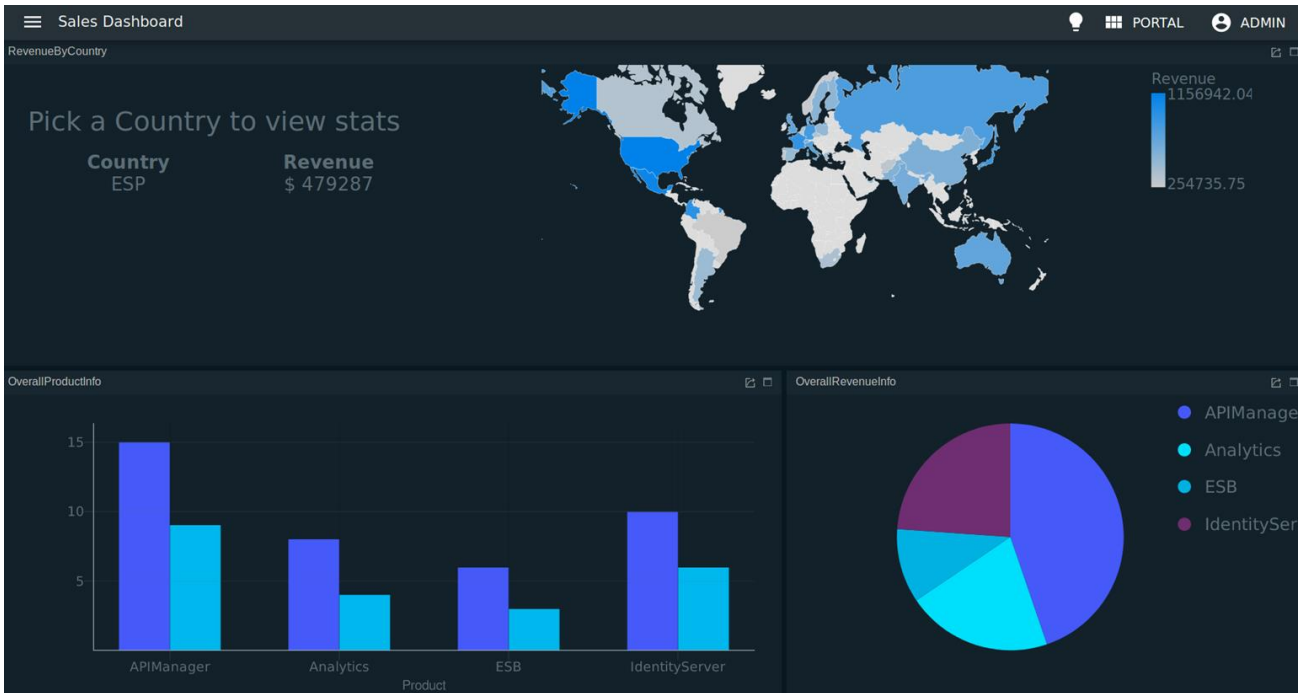 Sales Dashboard
PORTAL
ADMIN
RevenueByCountry
Pick a Country to view stats
Country Revenue
ESP $ 479287
Revenue
1156942.04
254735.75
OverallProductInfo
15
10
5
APIManager Analytics ESB IdentityServer
Product
OverallRevenueInfo
APIManage
Analytics
ESB
IdentitySer